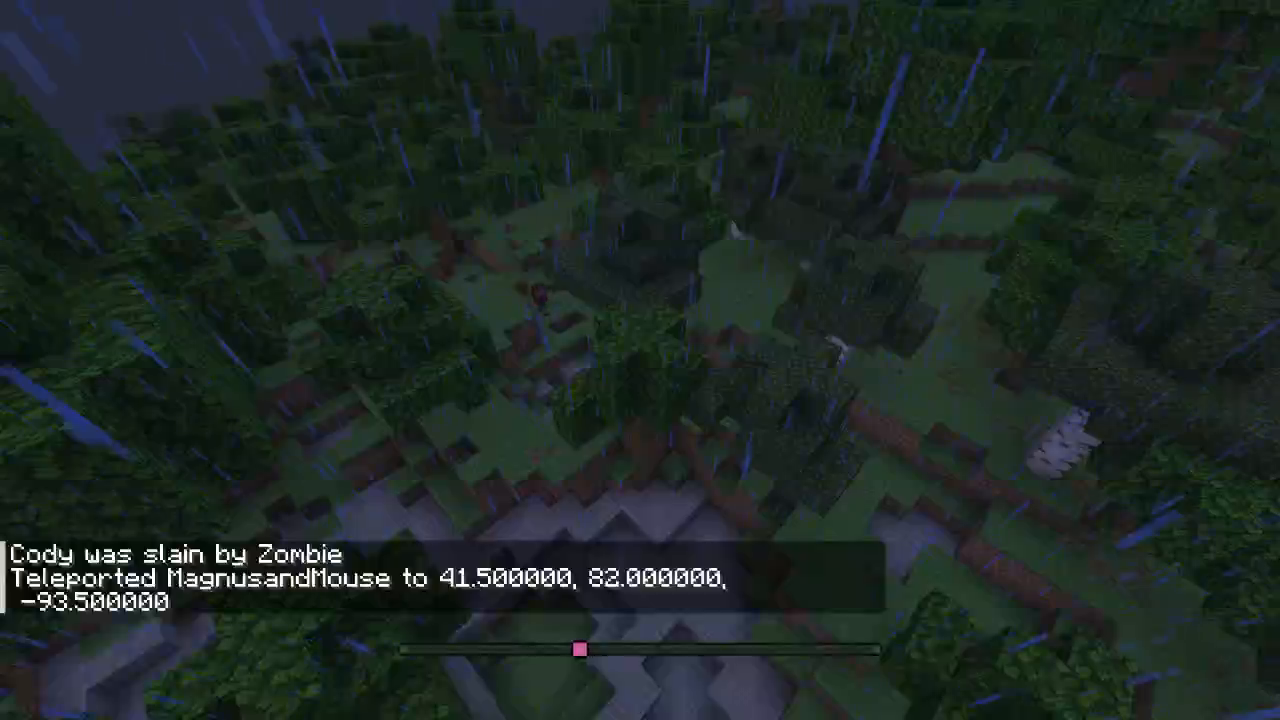 Cody was slain by Zombie
Teleported MagnusandMouse to 41.500000, 82.000000,
-93.500000